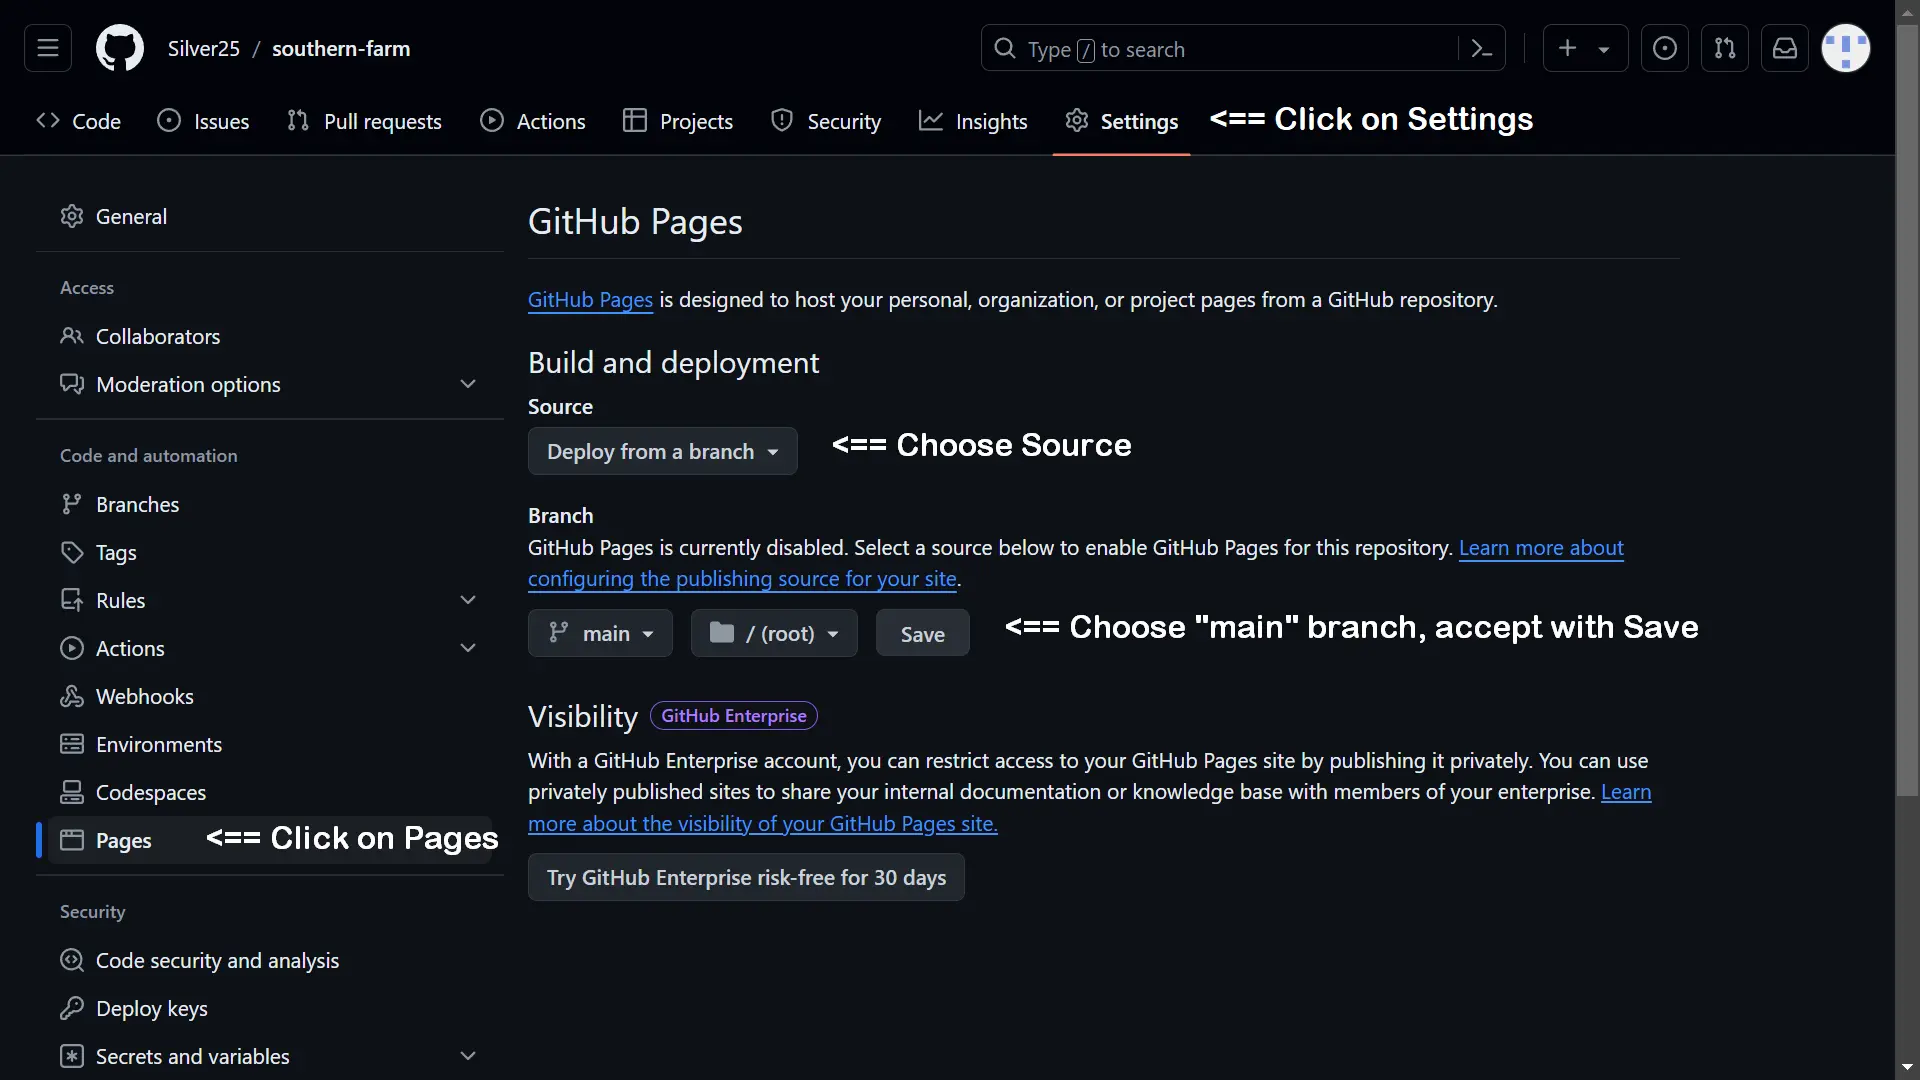 Silver25 / southern-farm
Type / to search
Code
Issues
Pull requests
Actions
Projects
Security
Insights
Settings
<== Click on Settings
General
Access
Collaborators
Moderation options
Code and automation
Branches
Tags
Rules
Actions
Webhooks
Environments
Codespaces
Pages
<== Click on Pages
Security
Code security and analysis
Deploy keys
Secrets and variables
GitHub Pages
GitHub Pages is designed to host your personal, organization, or project pages from a GitHub repository.
Build and deployment
Source
Deploy from a branch
<== Choose Source
Branch
GitHub Pages is currently disabled. Select a source below to enable GitHub Pages for this repository. Learn more about
configuring the publishing source for your site.
main
/ (root)
Save
<== Choose "main" branch, accept with Save
Visibility
GitHub Enterprise
With a GitHub Enterprise account, you can restrict access to your GitHub Pages site by publishing it privately. You can use
privately published sites to share your internal documentation or knowledge base with members of your enterprise. Learn
more about the visibility of your GitHub Pages site.
Try GitHub Enterprise risk-free for 30 days